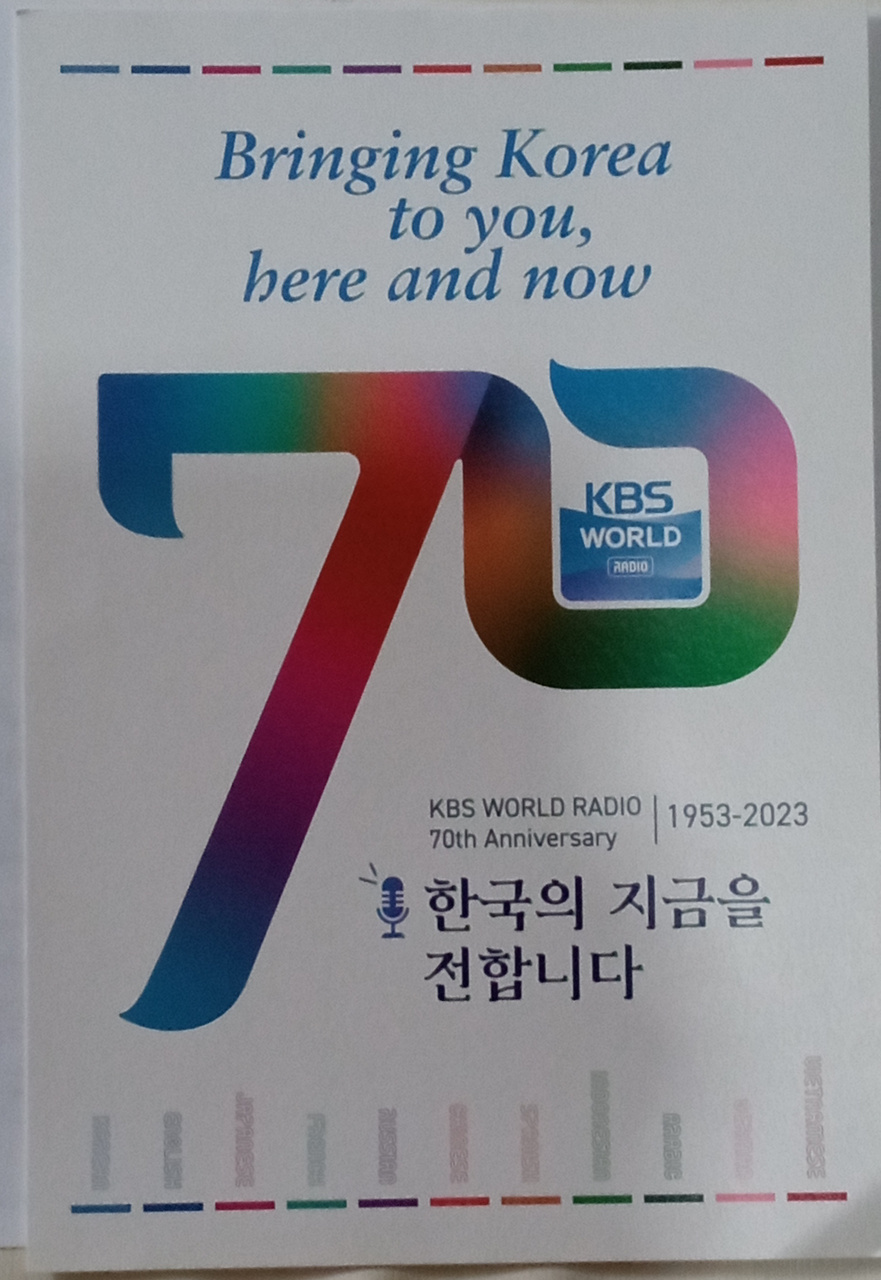 Bringing Korea
to you,
here and now
70
KBS
WORLD
RADIO
KBS WORLD RADIO | 1953-2023
70th Anniversary
한국의 지금을
전합니다